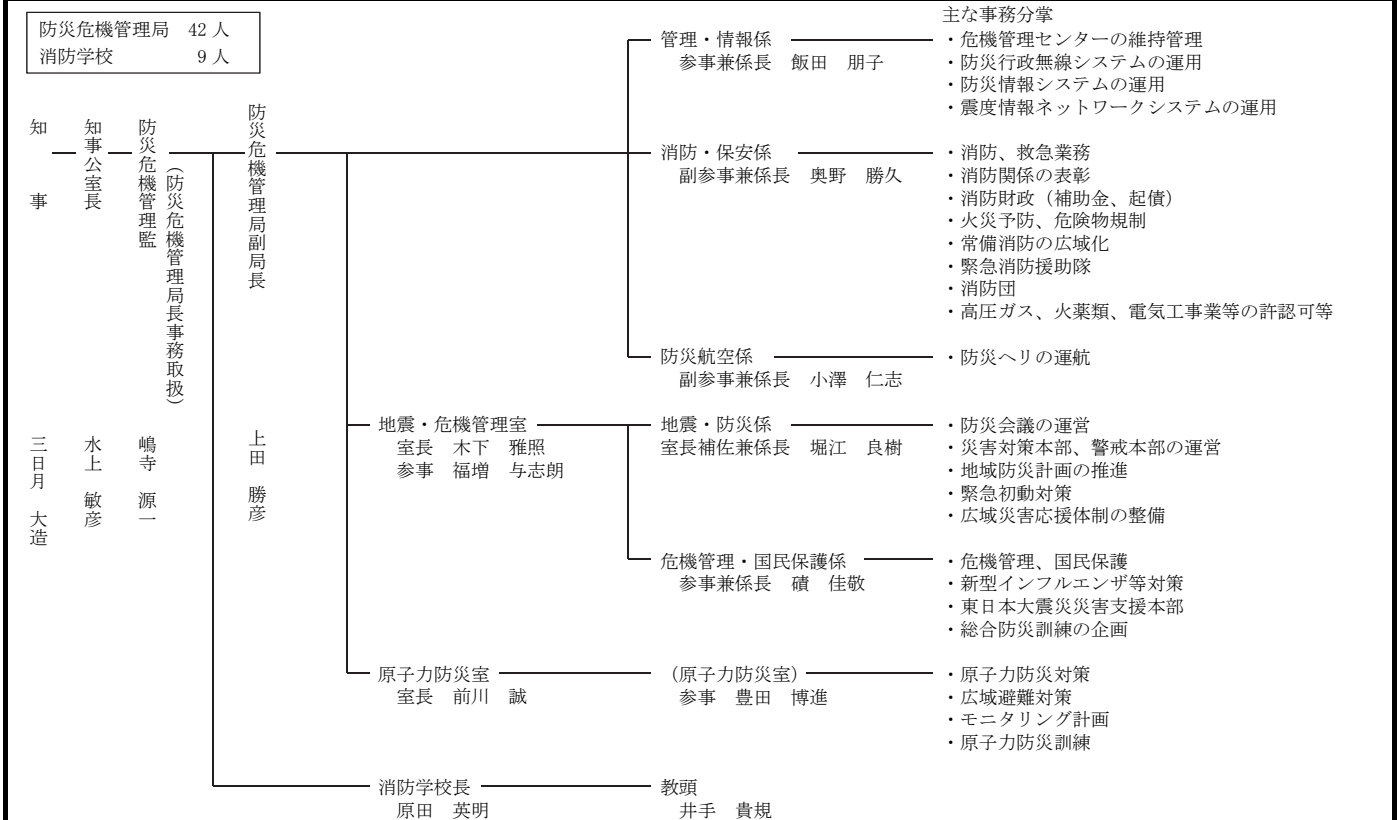 防災危機管理局　42 人
消防学校　9 人
知事
三日月　大造
知事公室長
水上　敏彦
防災危機管理監
（防災危機管理局長事務取扱）
嶋寺　源一
防災危機管理局副局長
上田　勝彦
主な事務分掌
管理・情報係
参事兼係長　飯田　朋子
・危機管理センターの維持管理
・防災行政無線システムの運用
・防災情報システムの運用
・震度情報ネットワークシステムの運用
消防・保安係
副参事兼係長　奥野　勝久
・消防、救急業務
・消防関係の表彰
・消防財政（補助金、起債）
・火災予防、危険物規制
・常備消防の広域化
・緊急消防援助隊
・消防団
・高圧ガス、火薬類、電気工事業等の許認可等
防災航空係
副参事兼係長　小澤　仁志
・防災ヘリの運航
地震・危機管理室
室長　木下　雅照
参事　福増　与志朗
地震・防災係
室長補佐兼係長　堀江　良樹
・防災会議の運営
・災害対策本部、警戒本部の運営
・地域防災計画の推進
・緊急初動対策
・広域災害応援体制の整備
危機管理・国民保護係
参事兼係長　磧　佳敬
・危機管理、国民保護
・新型インフルエンザ等対策
・東日本大震災災害支援本部
・総合防災訓練の企画
原子力防災室
室長　前川　誠
（原子力防災室）
参事　豊田　博進
・原子力防災対策
・広域避難対策
・モニタリング計画
・原子力防災訓練
消防学校長
原田　英明
教頭
井手　貴規